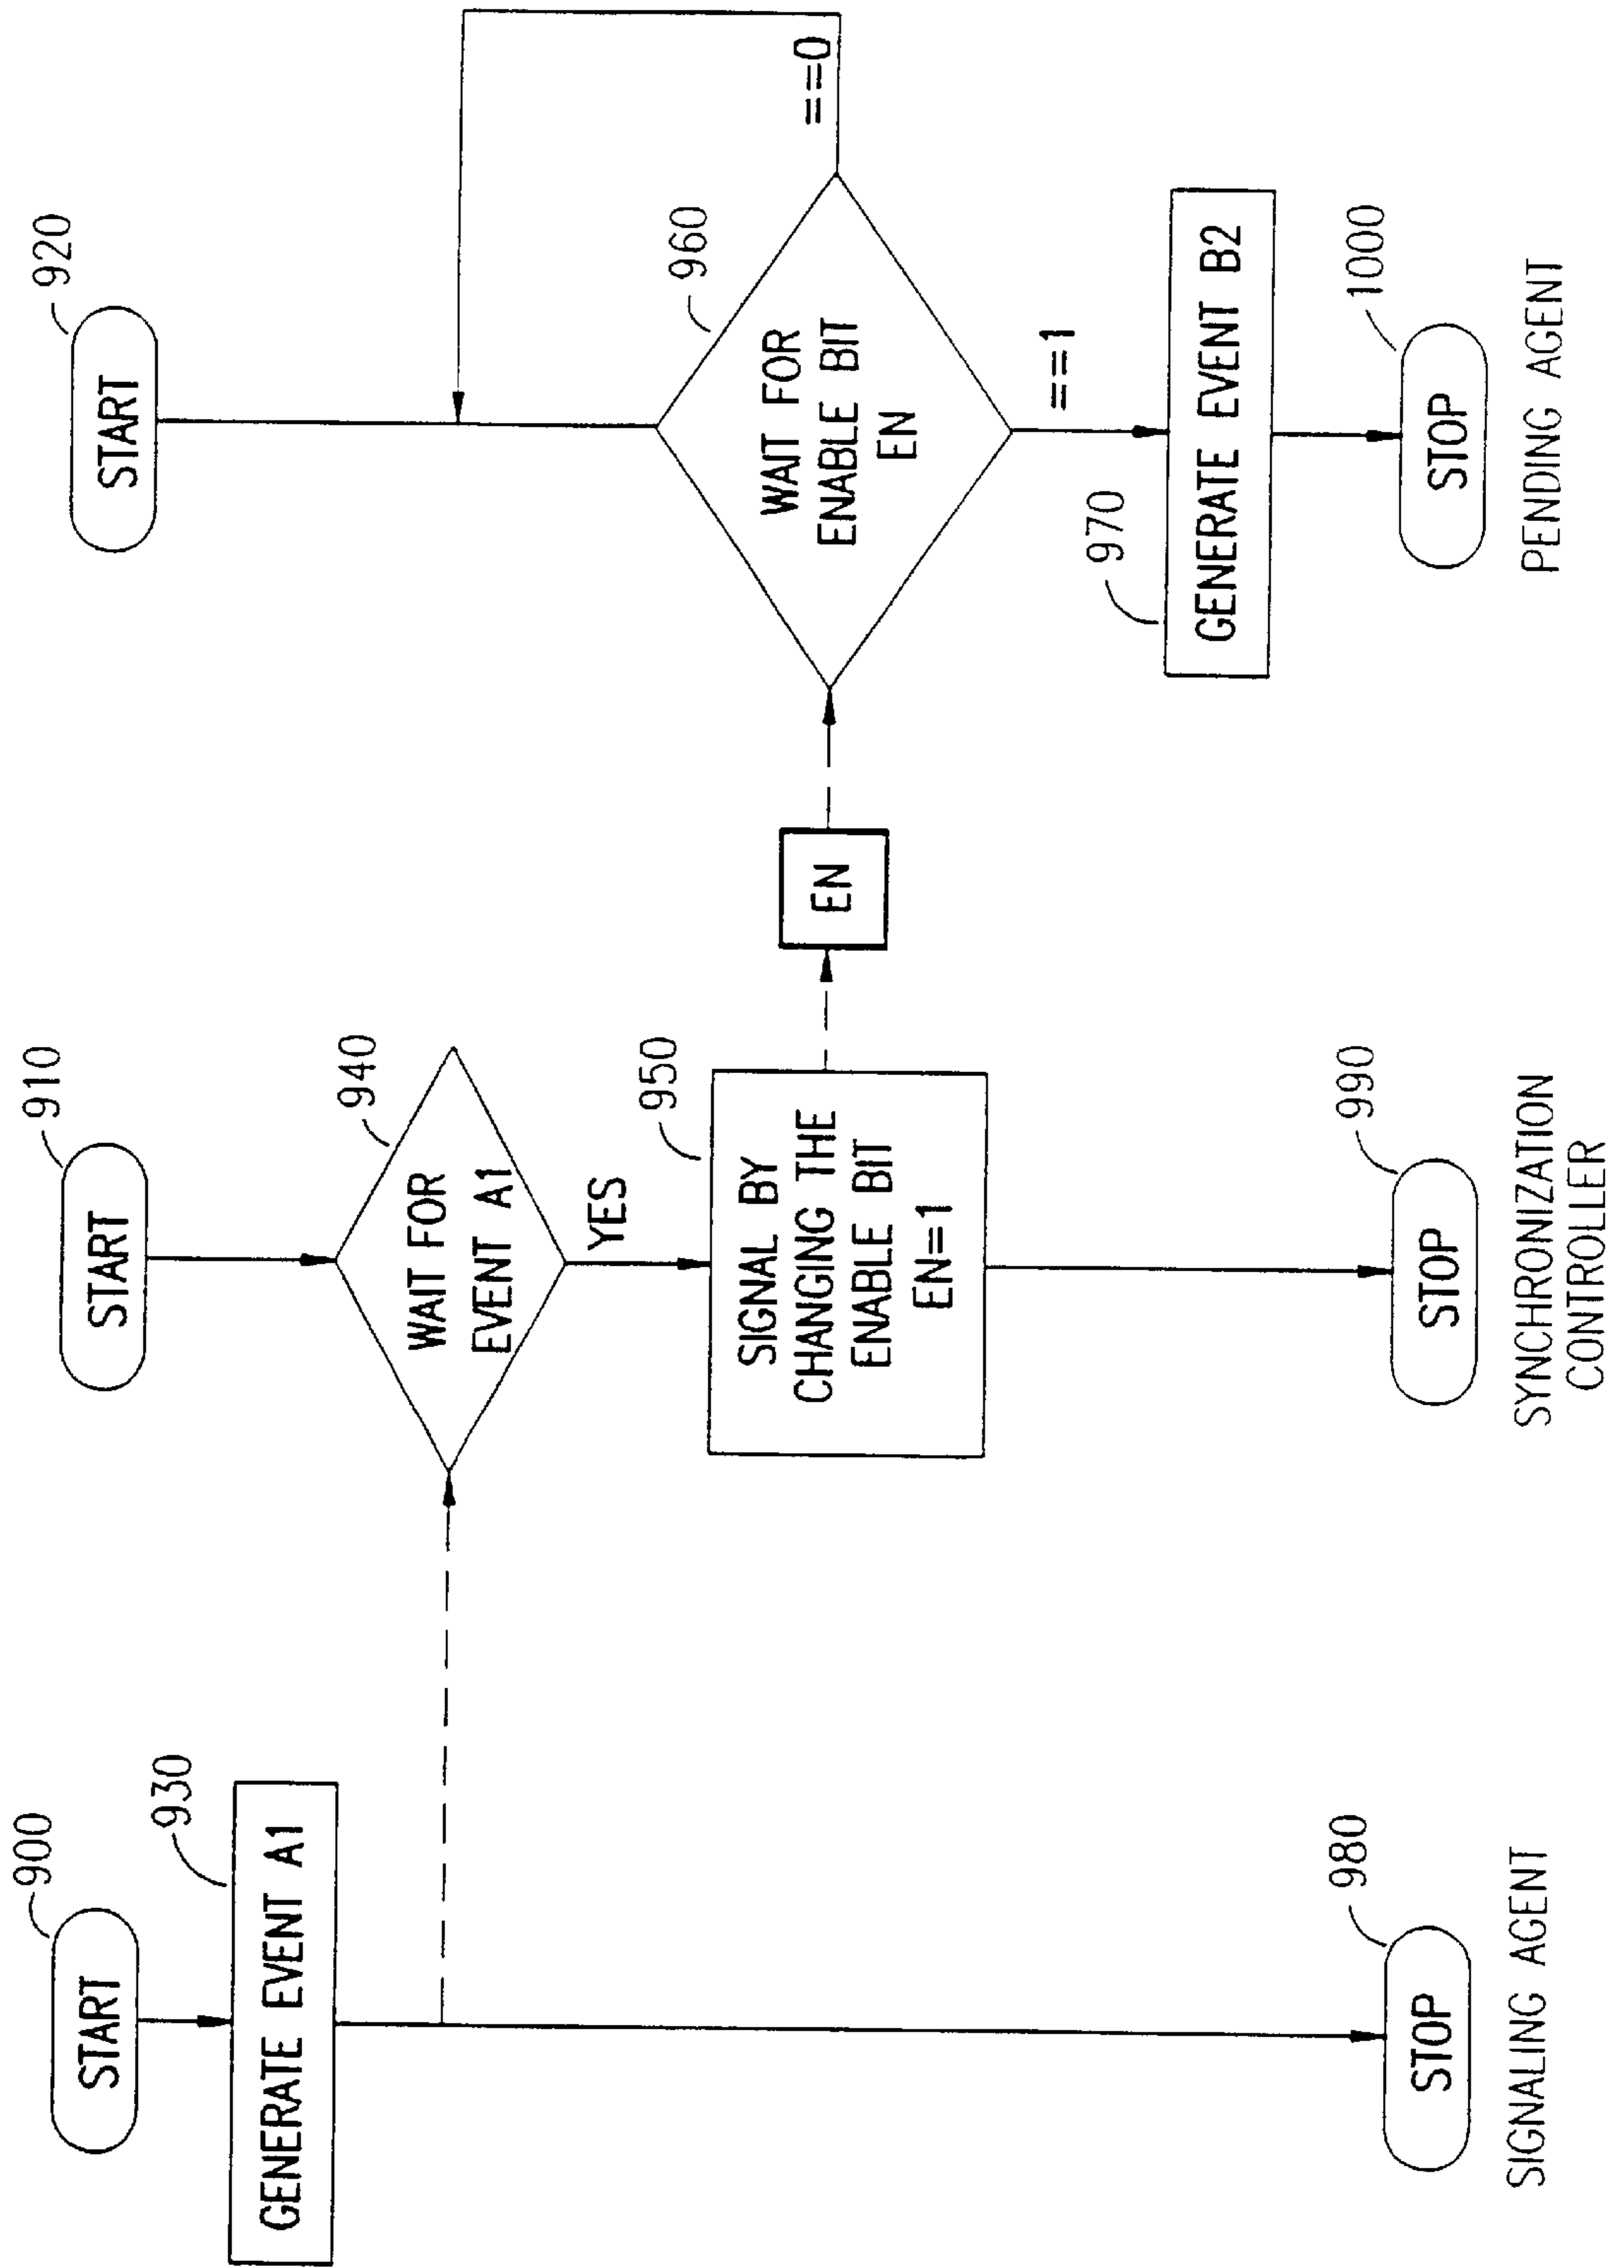 900
START
930
GENERATE EVENT A1
980
STOP
SIGNALING AGENT
910
START
940
WAIT FOR
EVENT A1
YES
950
SIGNAL BY
CHANGING THE
ENABLE BIT
EN=1
990
STOP
SYNCHRONIZATION
CONTROLLER
EN
920
START
960
WAIT FOR
ENABLE BIT
EN
==0
==1
970
GENERATE EVENT B2
1000
STOP
PENDING AGENT